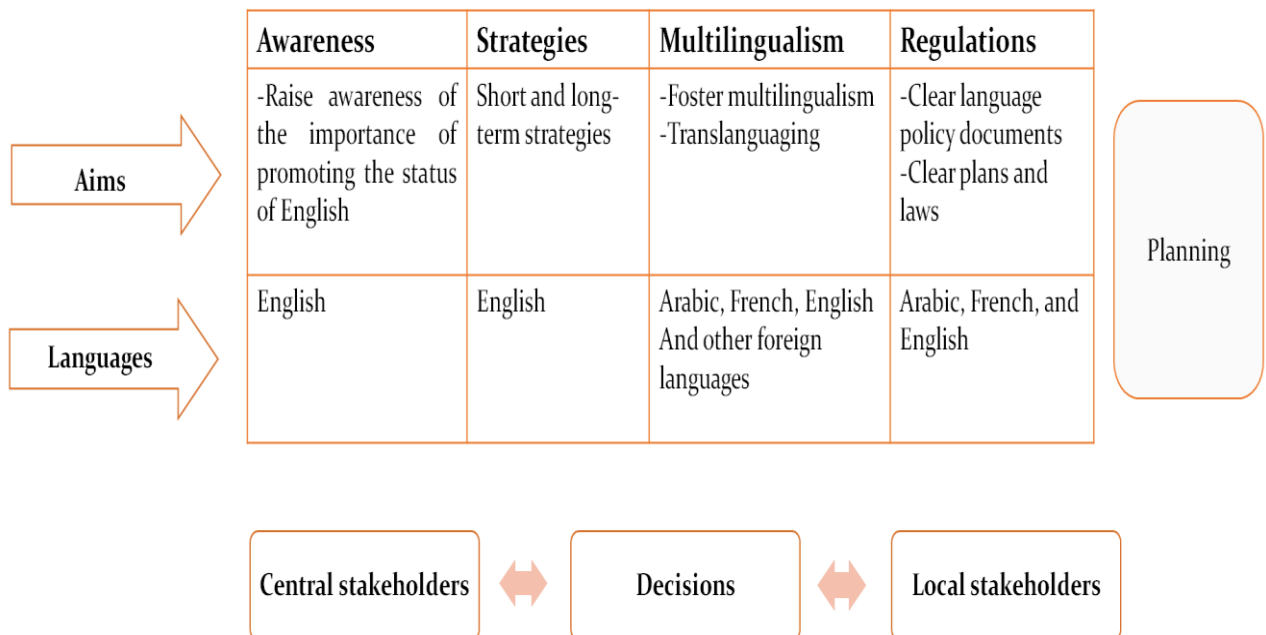 Awareness
Strategies
Multilingualism
Regulations
Aims
-Raise awareness of
the importance of
promoting the status
of English
Short and long-
term strategies
-Foster multilingualism
-Translanguaging
-Clear language
policy documents
-Clear plans and
laws
Planning
Languages
English
English
Arabic, French, English
And other foreign
languages
Arabic, French, and
English
Central stakeholders
Decisions
Local stakeholders